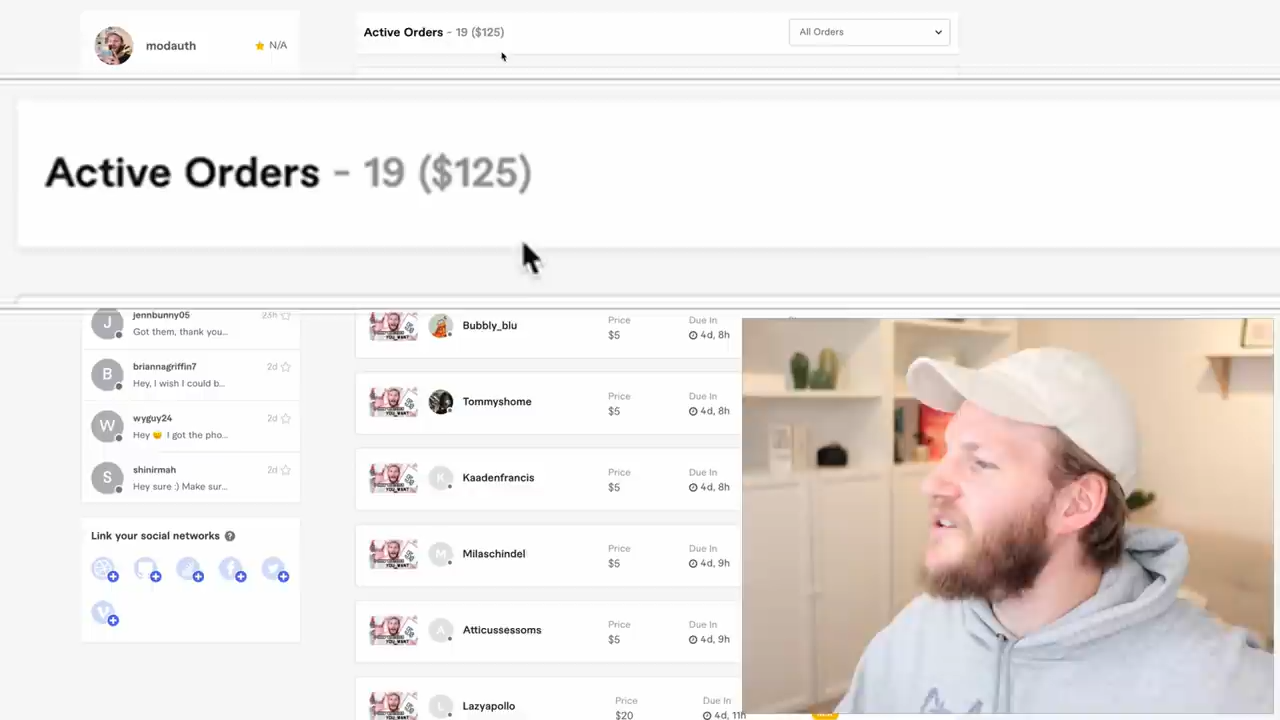 modauth
N/A
Active Orders - 19 ($125)
All Orders
Active Orders - 19 ($125)
jennbunny05
23h
Got them, thank you...
briannagriffin7
2d
Hey, I wish I could b...
wyguy24
2d
Hey 😊 I got the pho...
shinirmah
2d
Hey sure :) Make sur...
Link your social networks
Bubbly_blu
Price
$5
Due In
4d, 8h
Tommyshome
Price
$5
Due In
4d, 8h
K
Kaadenfrancis
Price
$5
Due In
4d, 8h
M
Milaschindel
Price
$5
Due In
4d, 9h
A
Atticussessoms
Price
$5
Due In
4d, 9h
L
Lazyapollo
Price
$20
Due In
4d, 11h
J
B
W
S
YOU WANT